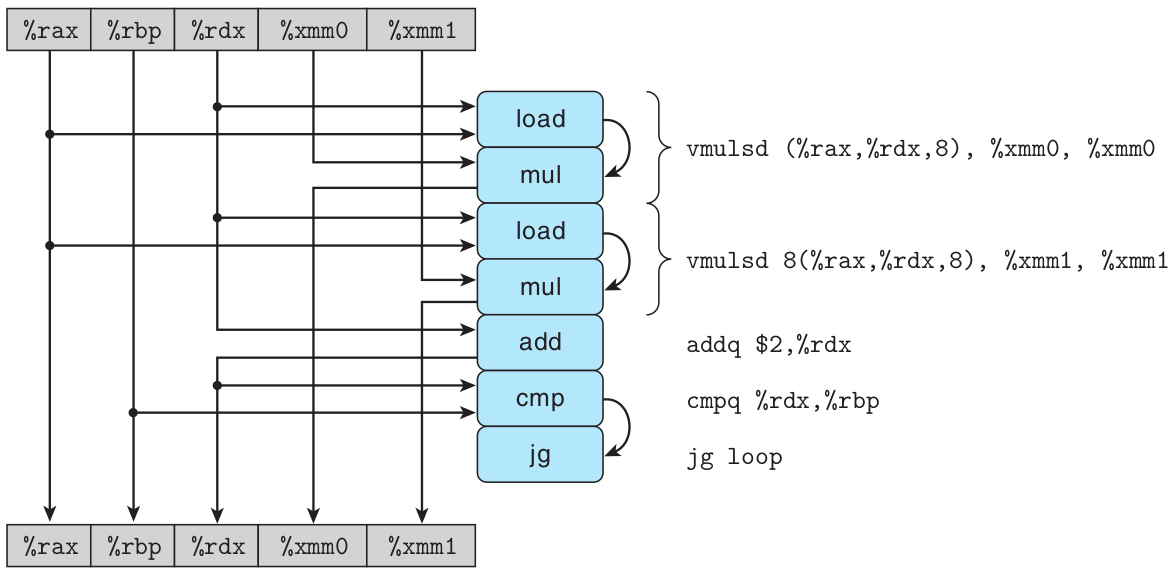 %rax %rbp %rdx %xmm0 %xmm1
load
mul
vmulsd (%rax,%rdx,8), %xmm0, %xmm0
load
mul
vmulsd 8(%rax,%rdx,8), %xmm1, %xmm1
add
addq $2,%rdx
cmp
cmpq %rdx,%rbp
jg
jg loop
%rax %rbp %rdx %xmm0 %xmm1